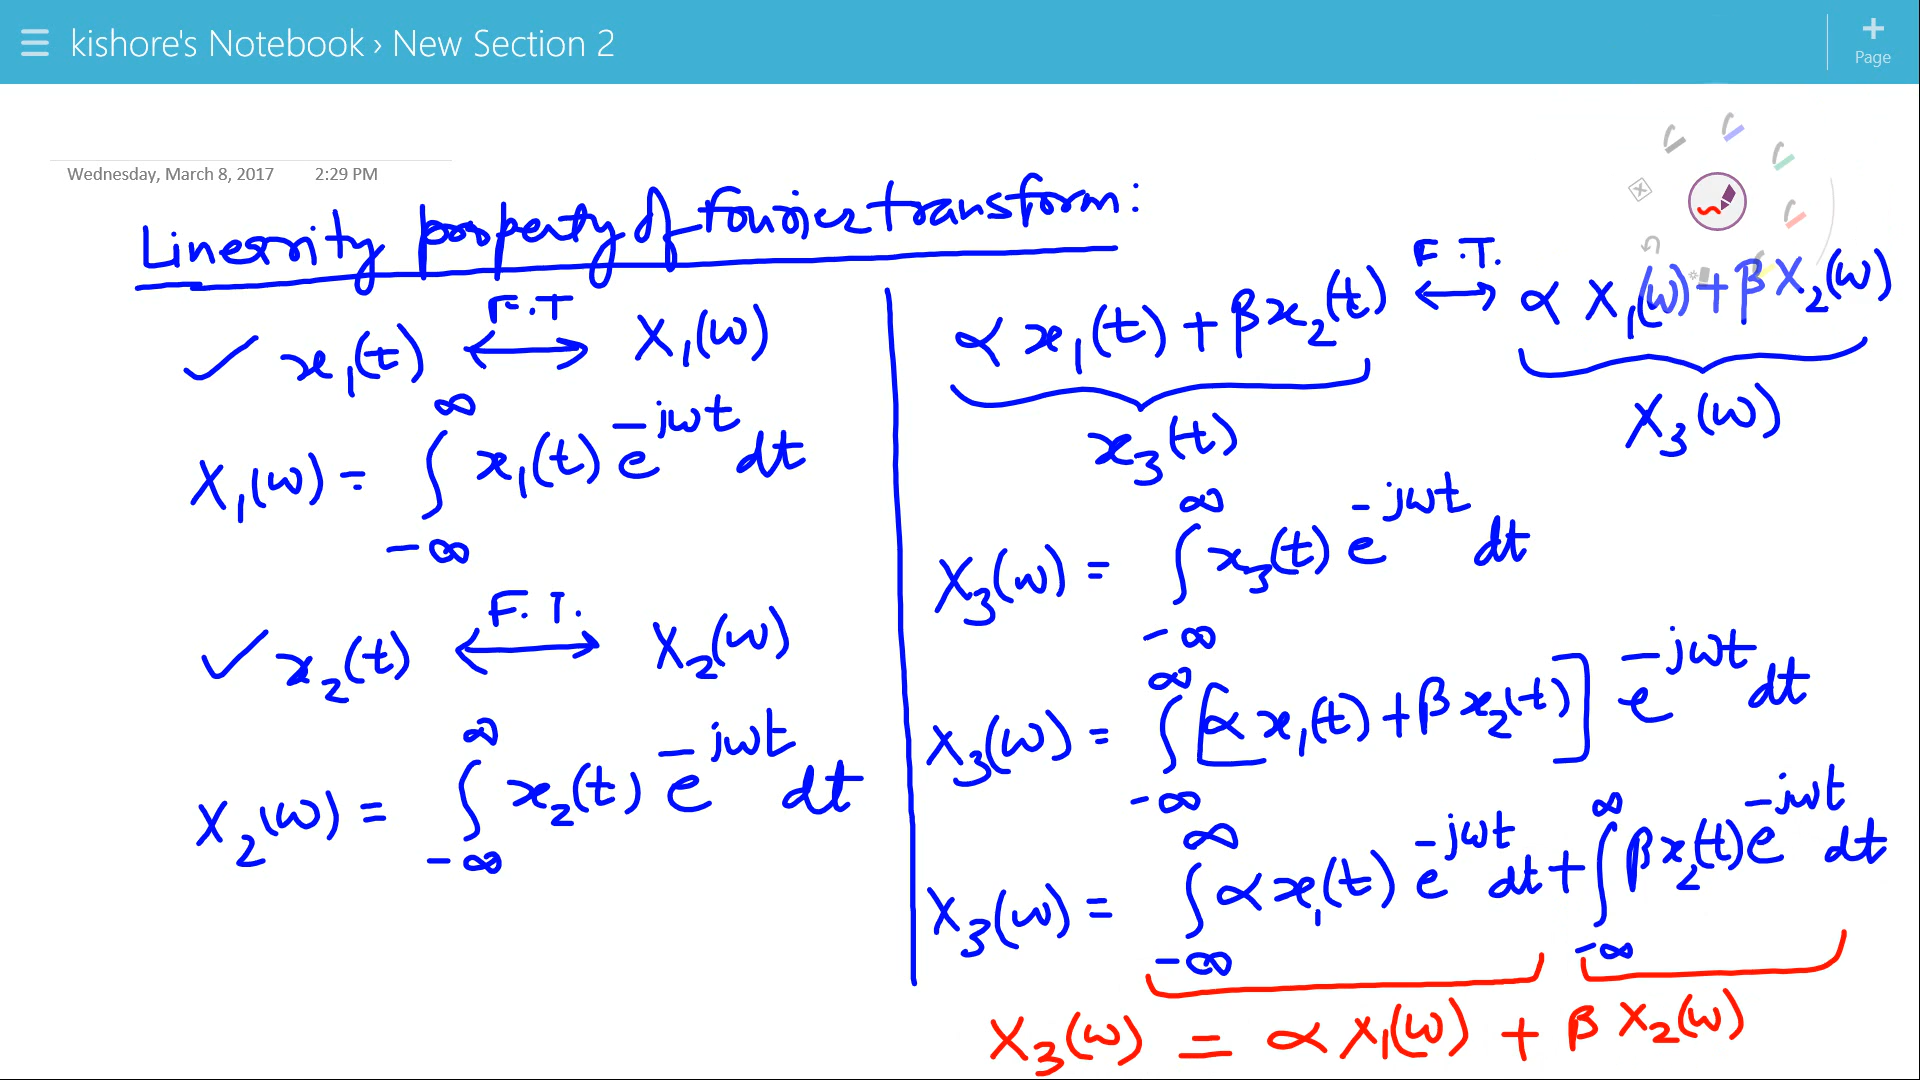 kishore's Notebook › New Section 2
Page
Wednesday, March 8, 2017 2:29 PM
Linearity property of fourier transform:
✓ x₁(t) ⟷ X₁(ω)
F.T
X₁(ω) = ∫_{-∞}^{∞} x₁(t) e^{-jωt} dt
✓ x₂(t) ⟷ X₂(ω)
F.T.
X₂(ω) = ∫_{-∞}^{∞} x₂(t) e^{-jωt} dt
α x₁(t) + β x₂(t) ⟷ α X₁(ω) + β X₂(ω)
F.T.
x₃(t) X₃(ω)
X₃(ω) = ∫_{-∞}^{∞} x₃(t) e^{-jωt} dt
X₃(ω) = ∫_{-∞}^{∞} [α x₁(t) + β x₂(t)] e^{-jωt} dt
X₃(ω) = ∫_{-∞}^{∞} α x₁(t) e^{-jωt} dt + ∫_{-∞}^{∞} β x₂(t) e^{-jωt} dt
X₃(ω) = α X₁(ω) + β X₂(ω)